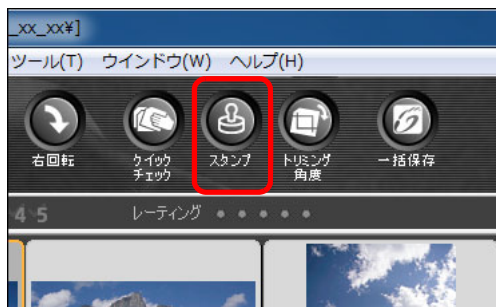 _xx_xx¥]
ツール(T) ウインドウ(W) ヘルプ(H)
右回転 クイック スタンプ トリミング 一括保存
チェック 角度
4 5 レーティング